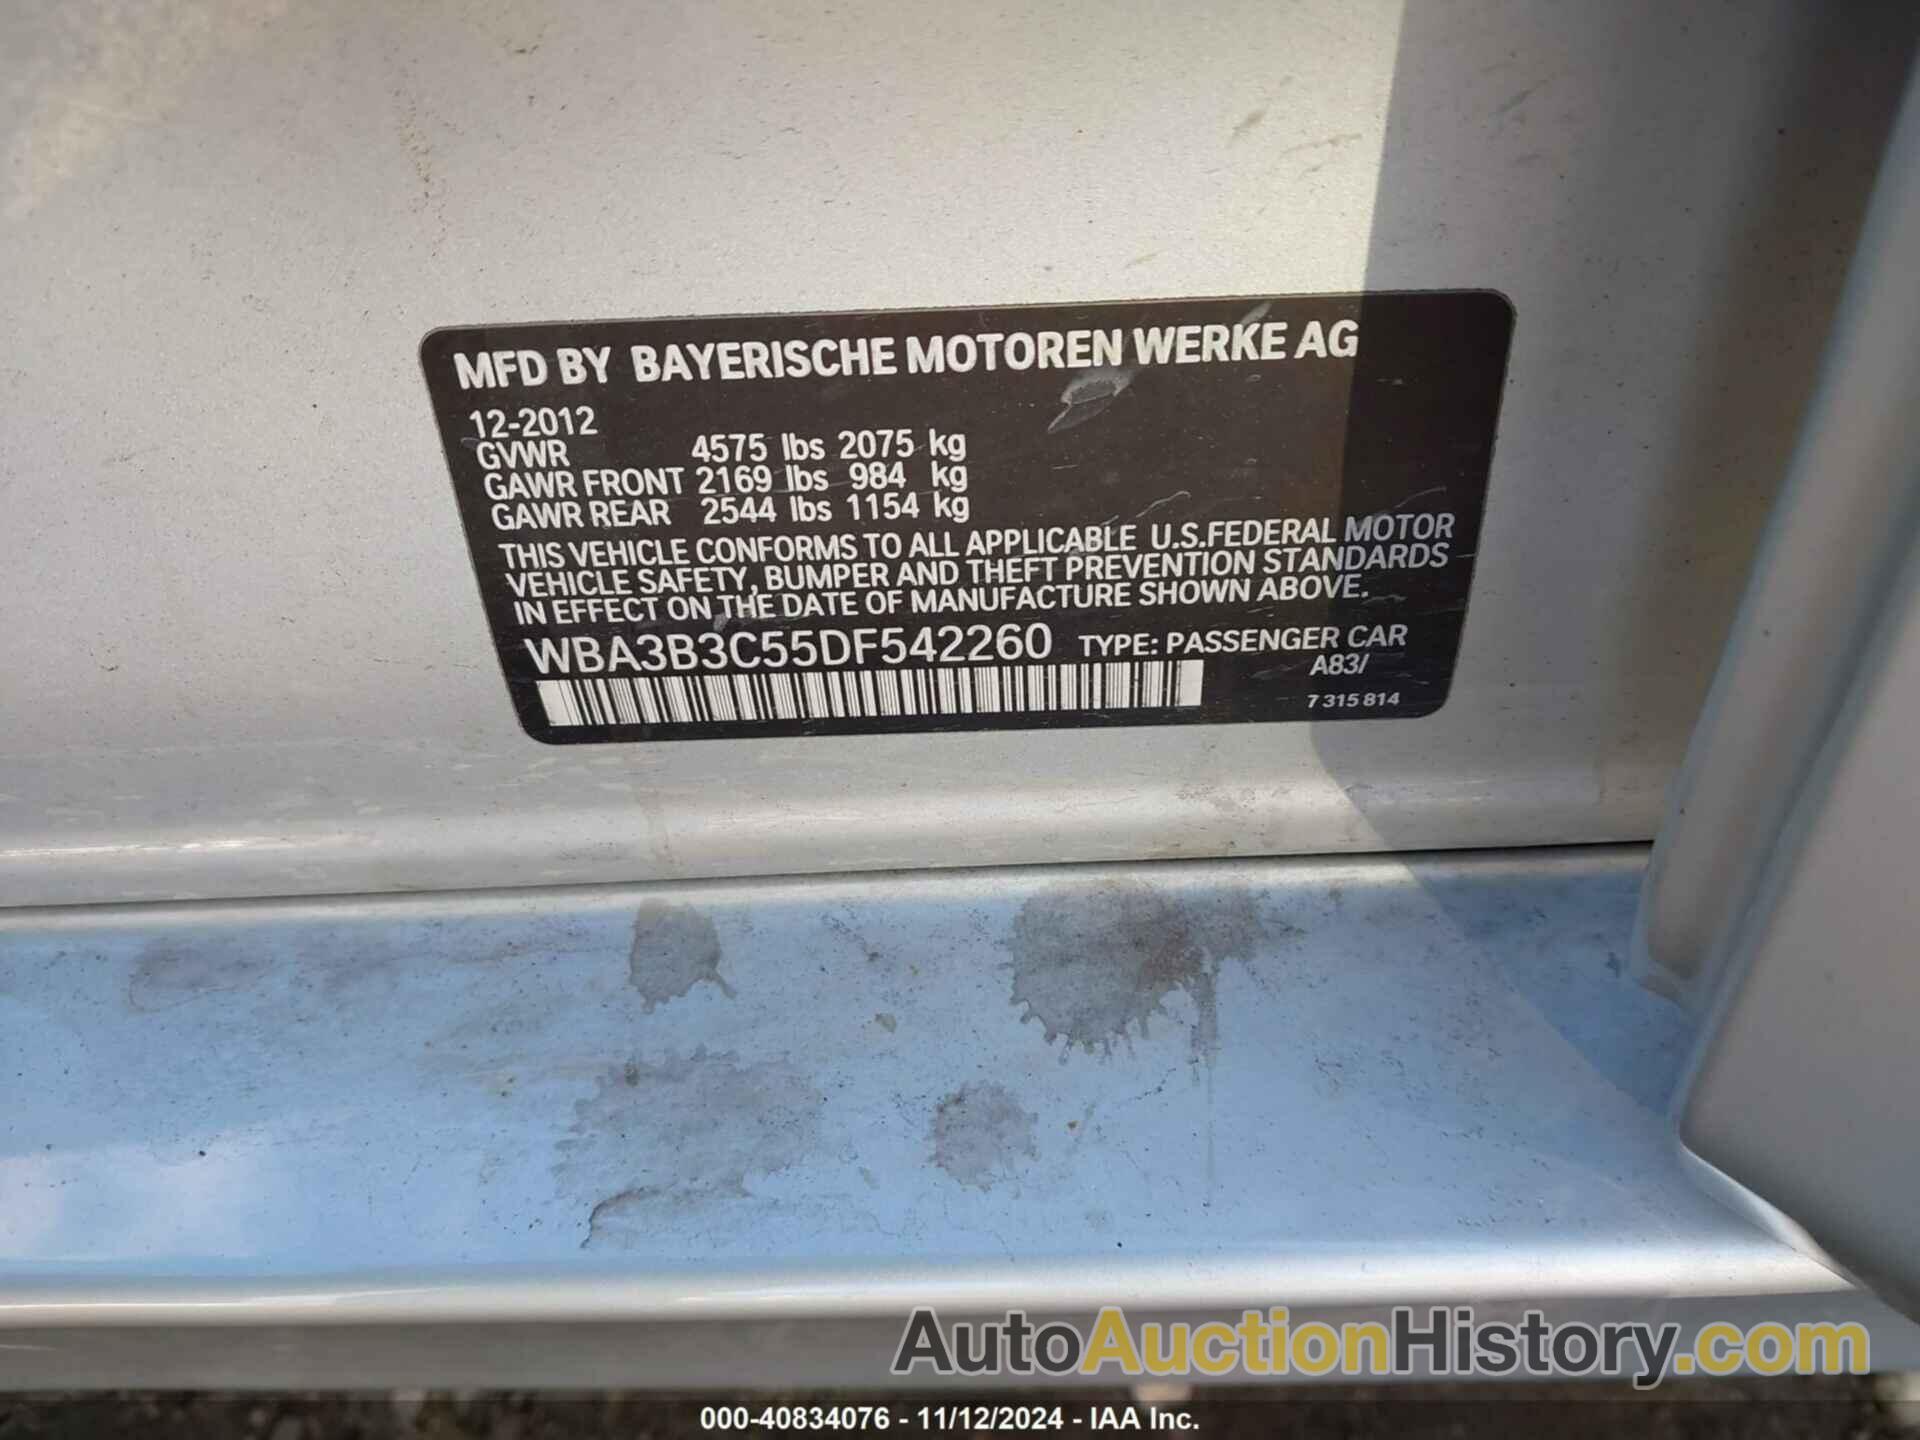 MFD BY BAYERISCHE MOTOREN WERKE AG
12-2012
GVWR 4575 lbs 2075 kg
GAWR FRONT 2169 lbs 984 kg
GAWR REAR 2544 lbs 1154 kg
THIS VEHICLE CONFORMS TO ALL APPLICABLE U.S.FEDERAL MOTOR
VEHICLE SAFETY, BUMPER AND THEFT PREVENTION STANDARDS
IN EFFECT ON THE DATE OF MANUFACTURE SHOWN ABOVE.
WBA3B3C55DF542260 TYPE: PASSENGER CAR
A83/
7 315 814
AutoAuctionHistory.com
000-40834076 - 11/12/2024 - IAA Inc.